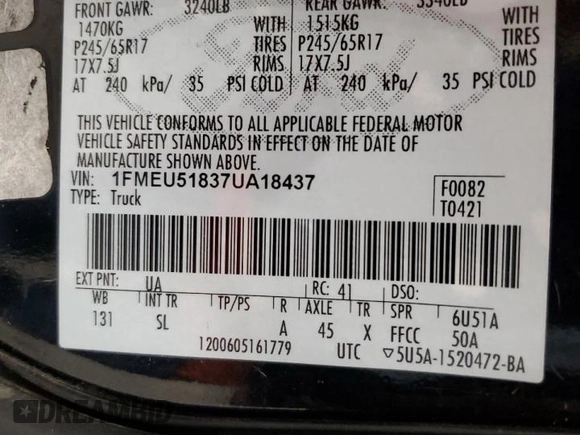 FRONT GAWR: 3240LB REAR GAWR: 3340LB
1470KG 1515KG
P245/65R17 TIRES P245/65R17 TIRES
17X7.5J RIMS 17X7.5J RIMS
AT 240 kPa/ 35 PSI COLD AT 240 kPa/ 35 PSI COLD
Ford
THIS VEHICLE CONFORMS TO ALL APPLICABLE FEDERAL MOTOR
VEHICLE SAFETY STANDARDS IN EFFECT ON THE DATE OF
MANUFACTURE SHOWN ABOVE.
VIN: 1FMEU51837UA18437
TYPE: Truck
F0082
T0421
EXT PNT: UA RC: 41 DSO:
WB INT TR TP/PS R AXLE TR SPR 6U51A
131 SL A 45 X FFCC 50A
1200605161779 UTC ▽5U5A-1520472-BA
DREAMBID